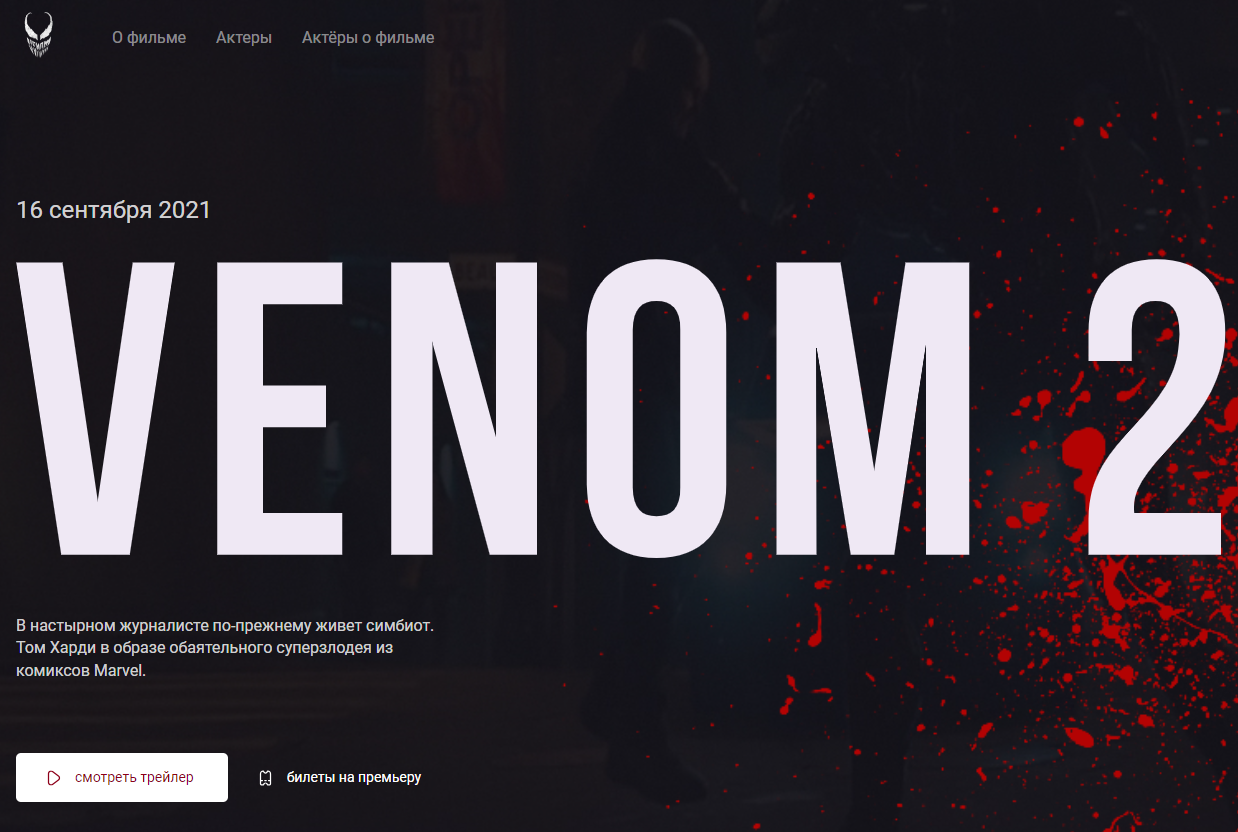 О фильме Актеры Актёры о фильме
16 сентября 2021
VENOM 2
В настырном журналисте по-прежнему живет симбиот.
Том Харди в образе обаятельного суперзлодея из
комиксов Marvel.
смотреть трейлер билеты на премьеру